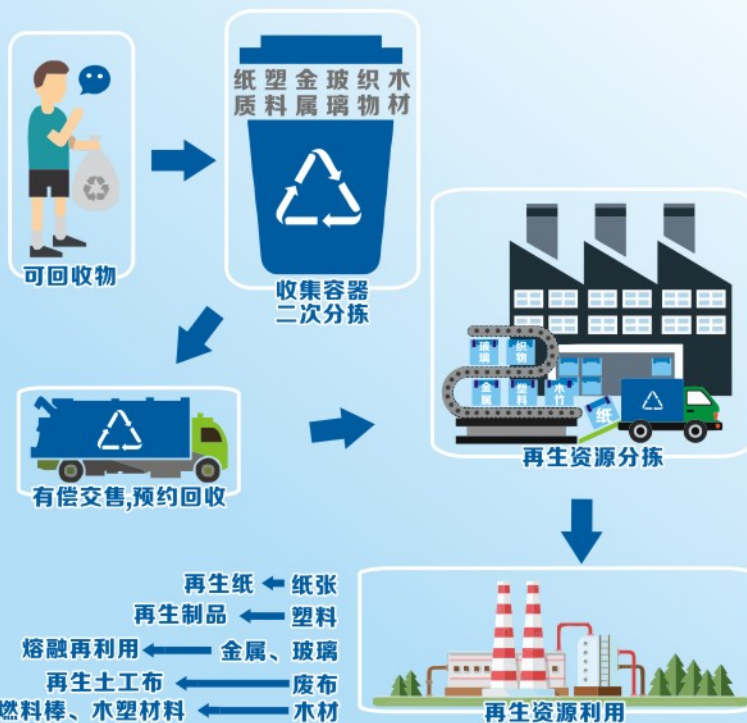 可回收物
纸质 塑料 金属 玻璃 织物 木材
收集容器
二次分拣
有偿交售,预约回收
玻璃 织物
金属 塑料 木竹
纸
再生资源分拣
再生纸 ← 纸张
再生制品 ← 塑料
熔融再利用 ← 金属、玻璃
再生土工布 ← 废布
燃料棒、木塑材料 ← 木材
再生资源利用